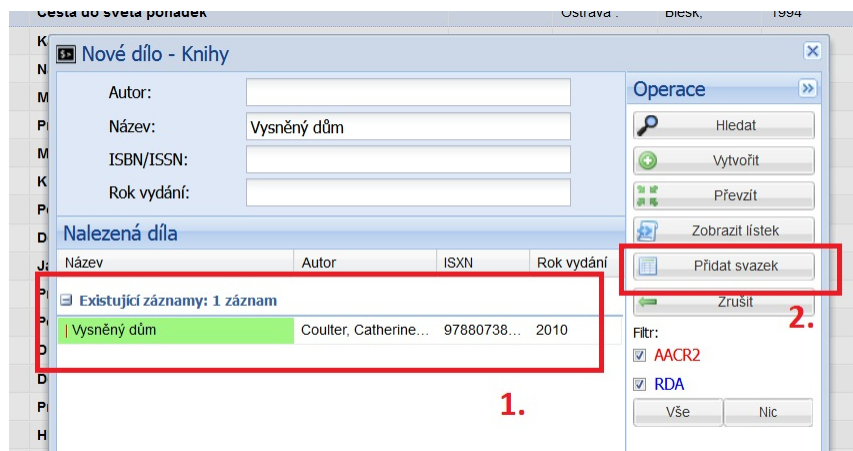 Cesta do světa pohádek Ostrava : Blesk, 1994
Nové dílo - Knihy
Autor:
Název: Vysněný dům
ISBN/ISSN:
Rok vydání:
Nalezená díla
Název Autor ISXN Rok vydání
Existující záznamy: 1 záznam
Vysněný dům Coulter, Catherine... 97880738... 2010
1.
Operace
Hledat
Vytvořit
Převzít
Zobrazit lístek
Přidat svazek
Zrušit
2.
Filtr:
AACR2
RDA
Vše Nic